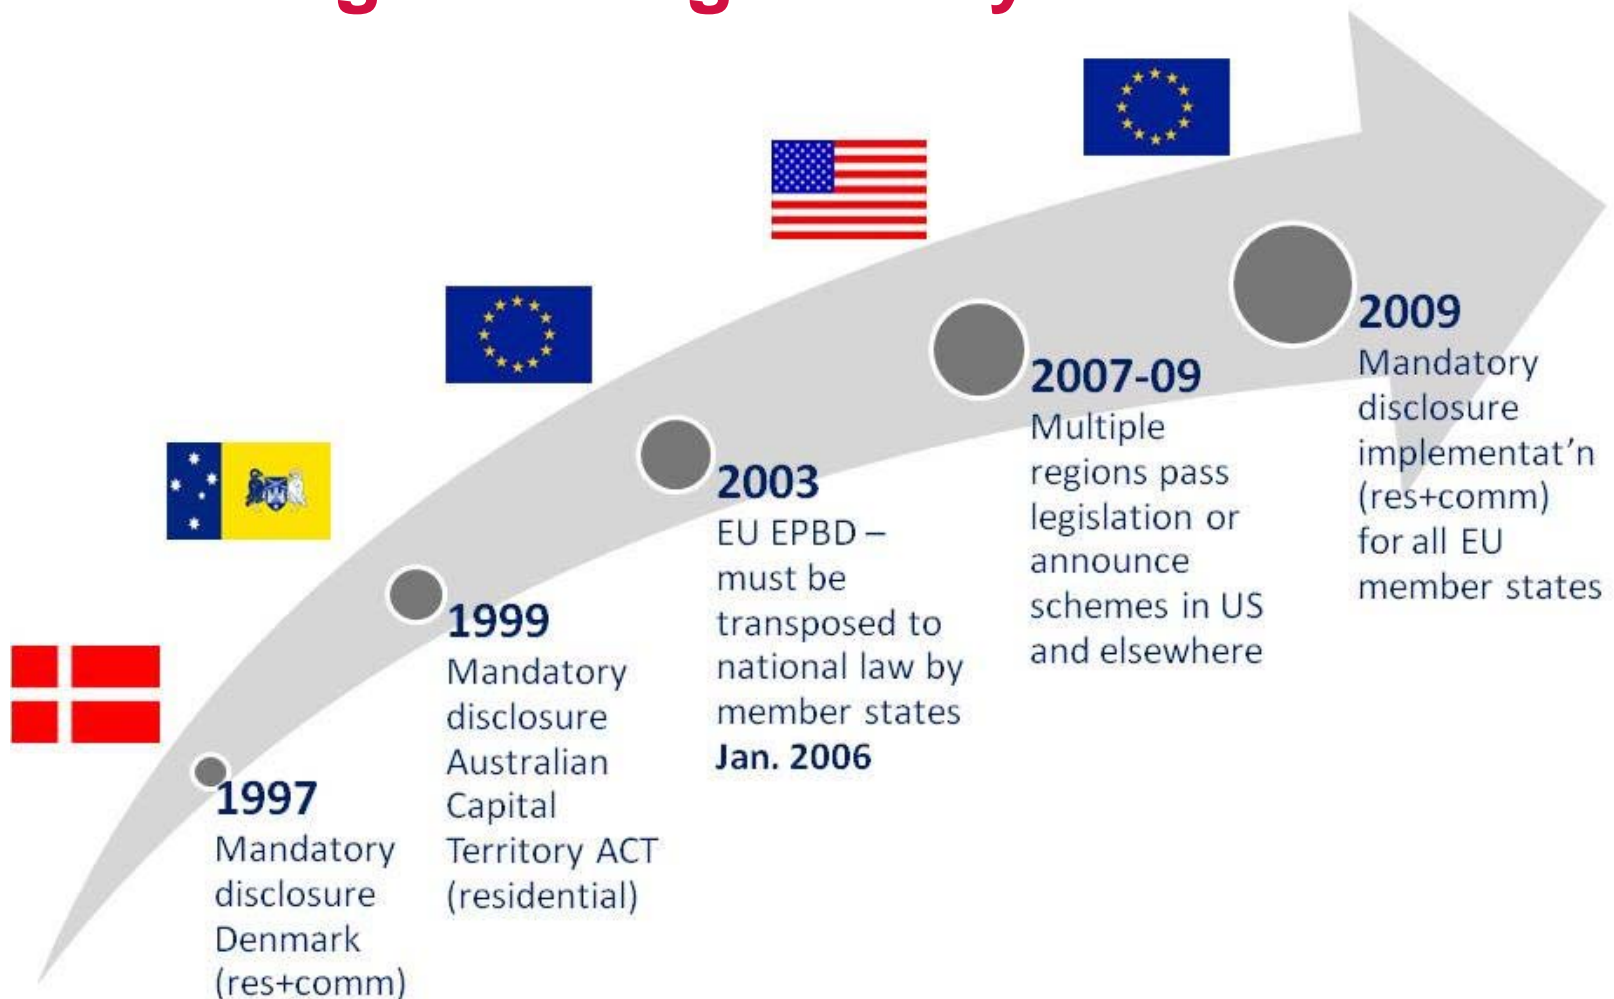 1997
Mandatory
disclosure
Denmark
(res+comm)
1999
Mandatory
disclosure
Australian
Capital
Territory ACT
(residential)
2003
EU EPBD –
must be
transposed to
national law by
member states
Jan. 2006
2007-09
Multiple
regions pass
legislation or
announce
schemes in US
and elsewhere
2009
Mandatory
disclosure
implementat'n
(res+comm)
for all EU
member states